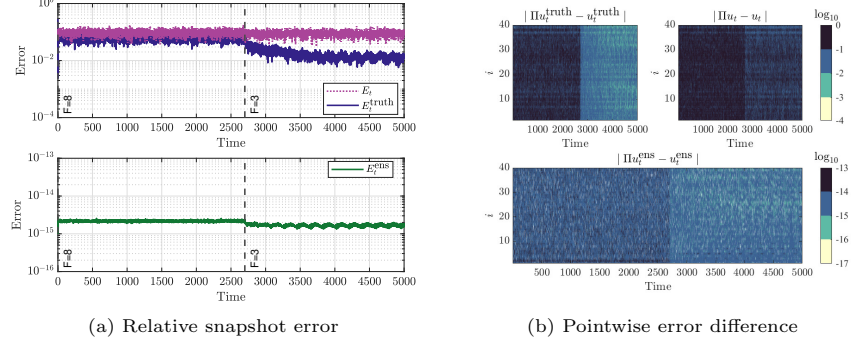 10^0
10^-2
10^-4
Error
F=8
F=3
E_t
E_t^truth
0 500 1000 1500 2000 2500 3000 3500 4000 4500 5000
Time
10^-13
10^-14
10^-15
10^-16
Error
F=8
F=3
E_t^ens
0 500 1000 1500 2000 2500 3000 3500 4000 4500 5000
Time
(a) Relative snapshot error
| Πu_t^truth − u_t^truth |
40
30
20
10
i
1000 2000 3000 4000 5000
Time
| Πu_t − u_t |
40
30
20
10
i
1000 2000 3000 4000 5000
Time
log10
0
-1
-2
-3
-4
| Πu_t^ens − u_t^ens |
40
30
20
10
i
500 1000 1500 2000 2500 3000 3500 4000 4500 5000
Time
log10
-13
-14
-15
-16
-17
(b) Pointwise error difference